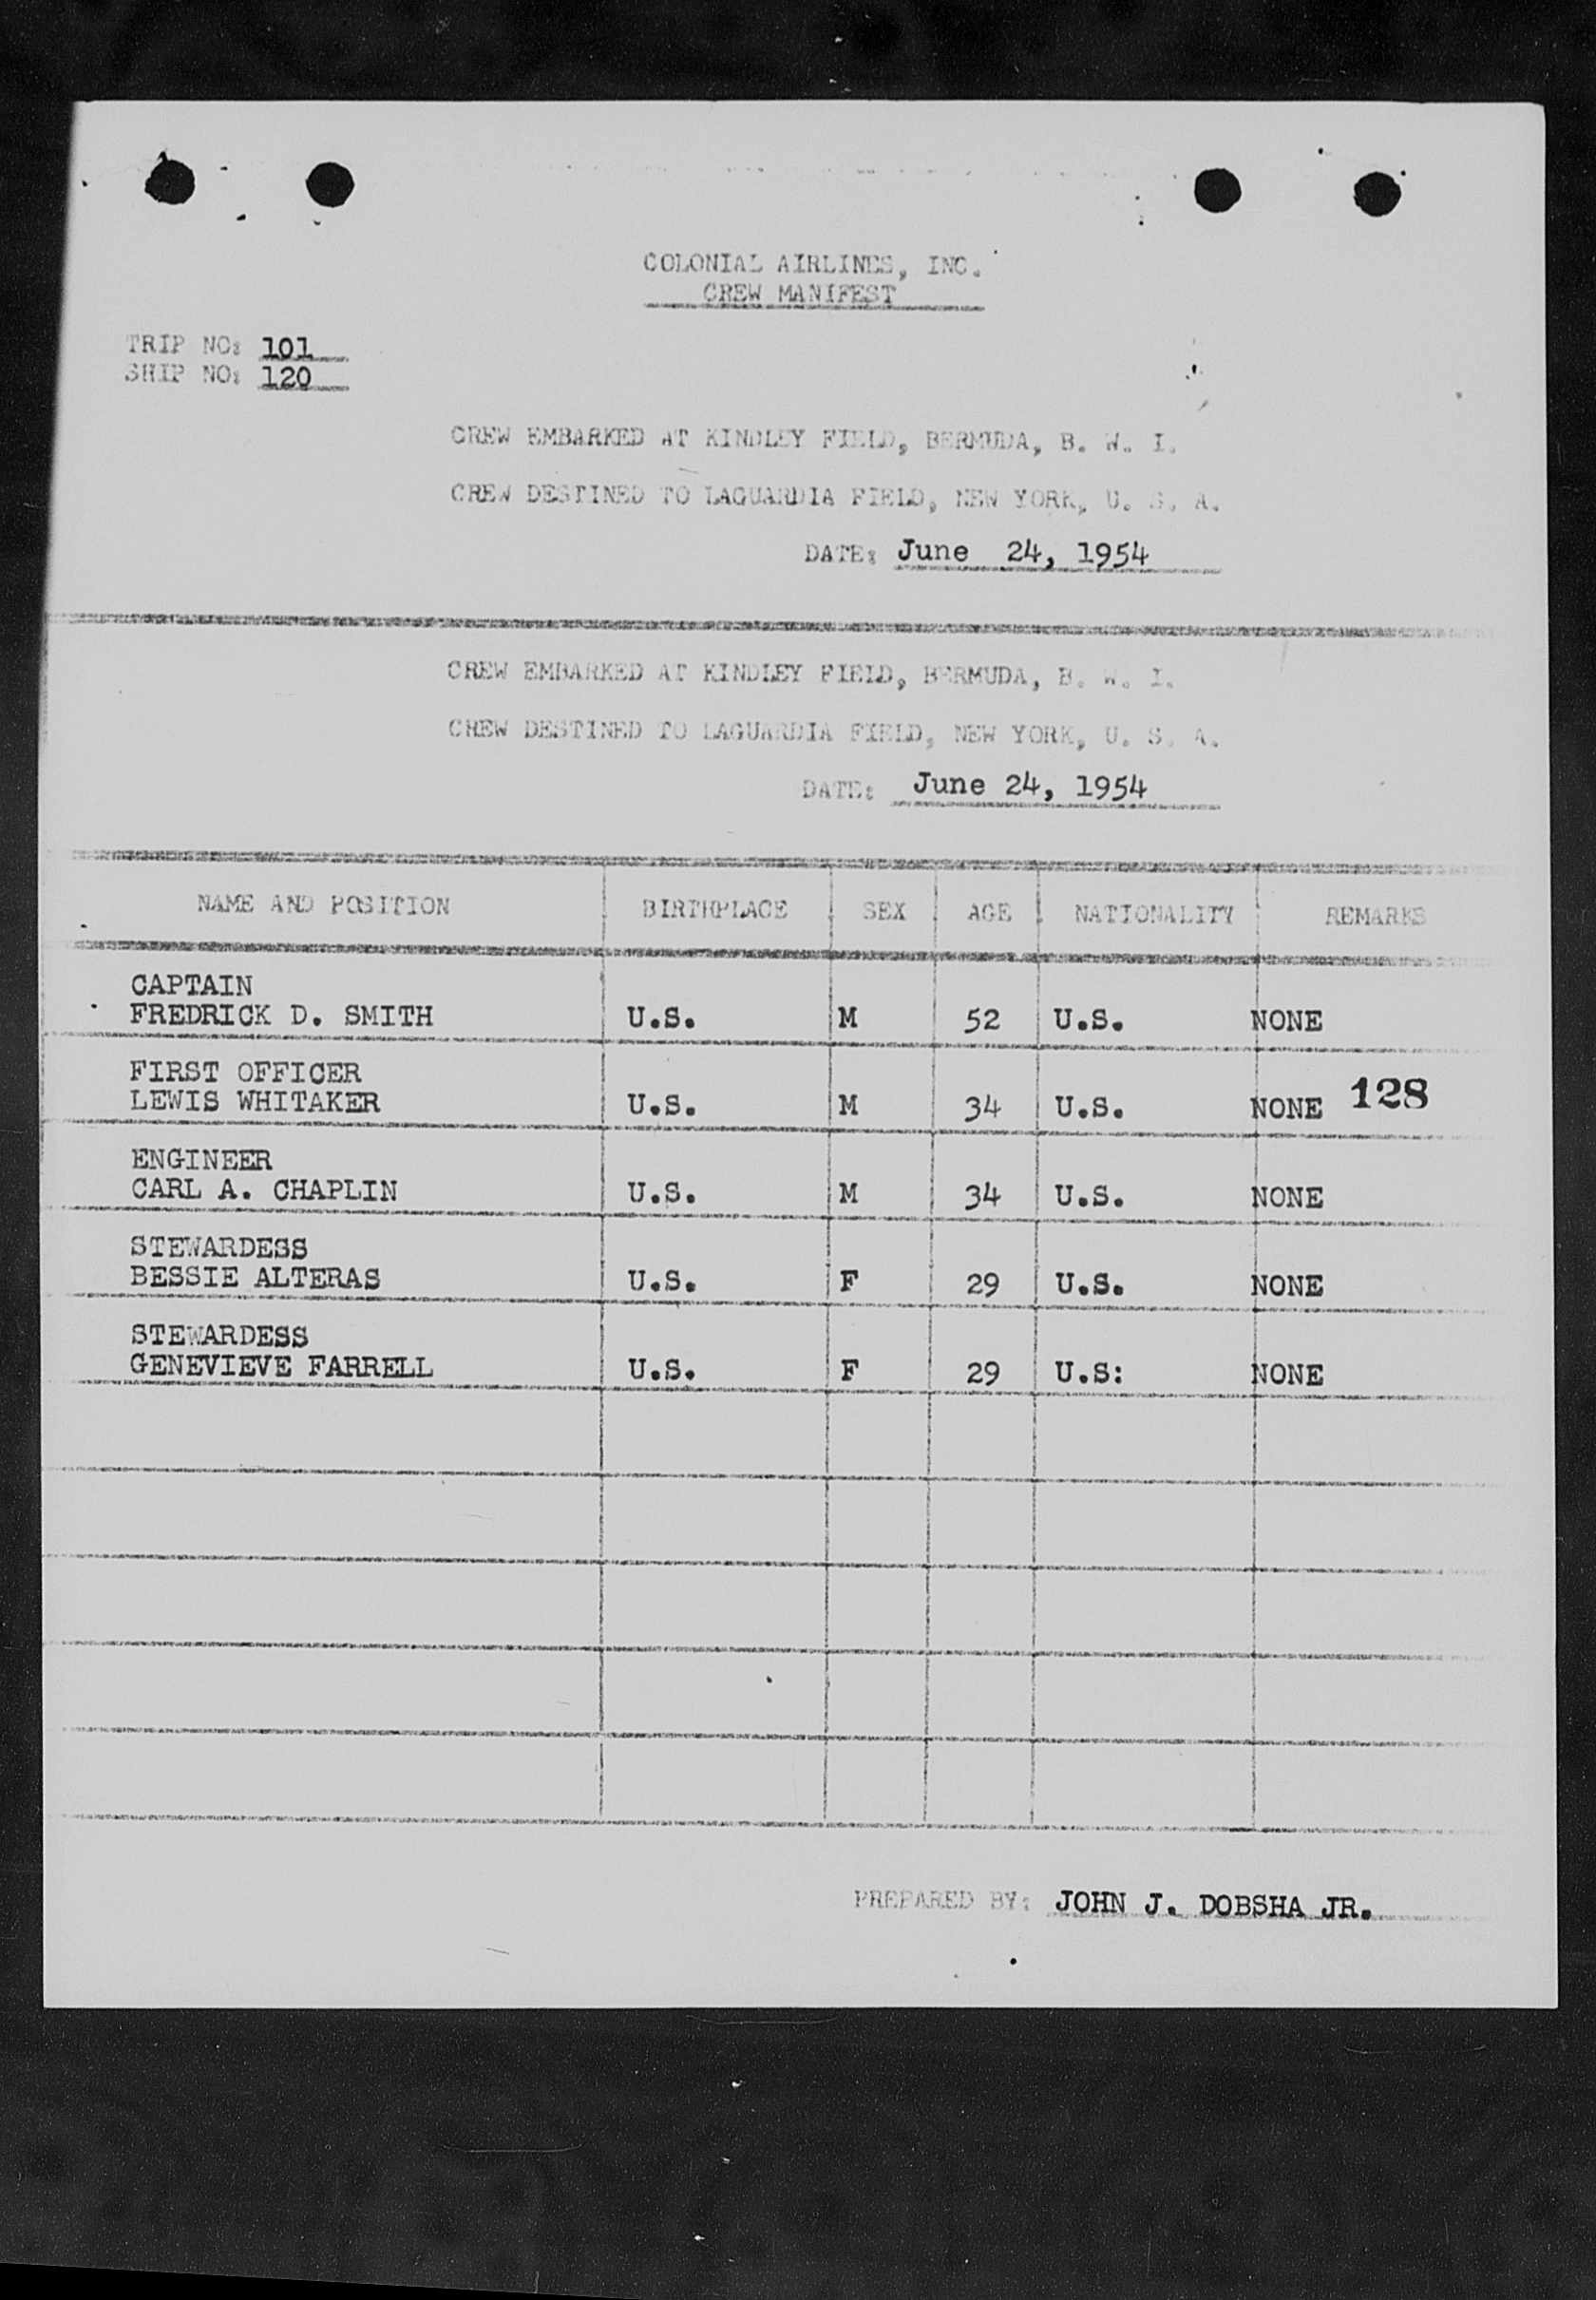 COLONIAL AIRLINES, INC.
CREW MANIFEST
TRIP NO: 101
SHIP NO: 120
CREW EMBARKED AT KINDLEY FIELD, BERMUDA, B. W. I.
CREW DESTINED TO LAGUARDIA FIELD, NEW YORK, U. S. A.
DATE: June 24, 1954
CREW EMBARKED AT KINDLEY FIELD, BERMUDA, B. W. I.
CREW DESTINED TO LAGUARDIA FIELD, NEW YORK, U. S. A.
DATE: June 24, 1954
NAME AND POSITION BIRTHPLACE SEX AGE NATIONALITY REMARKS
CAPTAIN
FREDRICK D. SMITH U.S. M 52 U.S. NONE
FIRST OFFICER
LEWIS WHITAKER U.S. M 34 U.S. NONE 128
ENGINEER
CARL A. CHAPLIN U.S. M 34 U.S. NONE
STEWARDESS
BESSIE ALTERAS U.S. F 29 U.S. NONE
STEWARDESS
GENEVIEVE FARRELL U.S. F 29 U.S: NONE
PREPARED BY: JOHN J. DOBSHA JR.